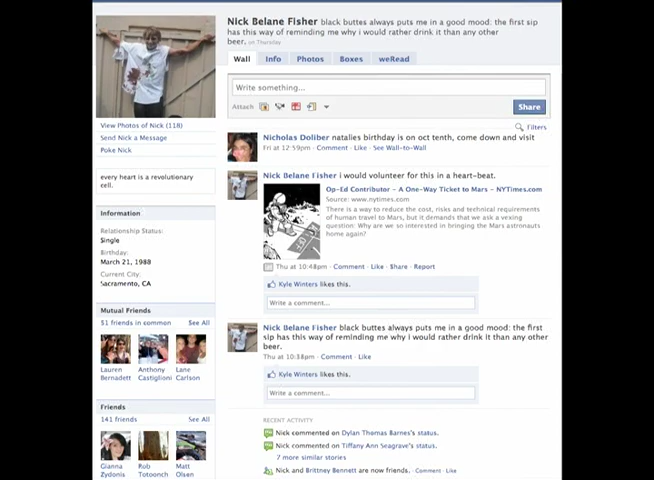 Nick Belane Fisher black buttes always puts me in a good mood: the first sip
has this way of reminding me why i would rather drink it than any other
beer. on Thursday
Wall Info Photos Boxes weRead
Write something...
Attach
Share
Filters
View Photos of Nick (118)
Send Nick a Message
Poke Nick
every heart is a revolutionary
cell.
Information
Relationship Status:
Single
Birthday:
March 21, 1988
Current City:
Sacramento, CA
Mutual Friends
51 friends in common See All
Lauren
Bernadett
Anthony
Castiglioni
Lane
Carlson
Friends
141 friends See All
Gianna
Zydonis
Rob
Totoonch
Matt
Olsen
Nicholas Doliber natalies birthday is on oct tenth, come down and visit
Fri at 12:59pm · Comment · Like · See Wall-to-Wall
Nick Belane Fisher i would volunteer for this in a heart-beat.
Op-Ed Contributor - A One-Way Ticket to Mars - NYTimes.com
Source: www.nytimes.com
There is a way to reduce the cost, risks and technical requirements
of human travel to Mars, but it demands that we ask a vexing
question: Why are we so interested in bringing the Mars astronauts
home again?
Thu at 10:48pm · Comment · Like · Share · Report
Kyle Winters likes this.
Write a comment...
Nick Belane Fisher black buttes always puts me in a good mood: the first
sip has this way of reminding me why i would rather drink it than any other
beer.
Thu at 10:38pm · Comment · Like
Kyle Winters likes this.
Write a comment...
RECENT ACTIVITY
Nick commented on Dylan Thomas Barnes's status.
Nick commented on Tiffany Ann Seagrave's status.
7 more similar stories
Nick and Brittney Bennett are now friends. · Comment · Like